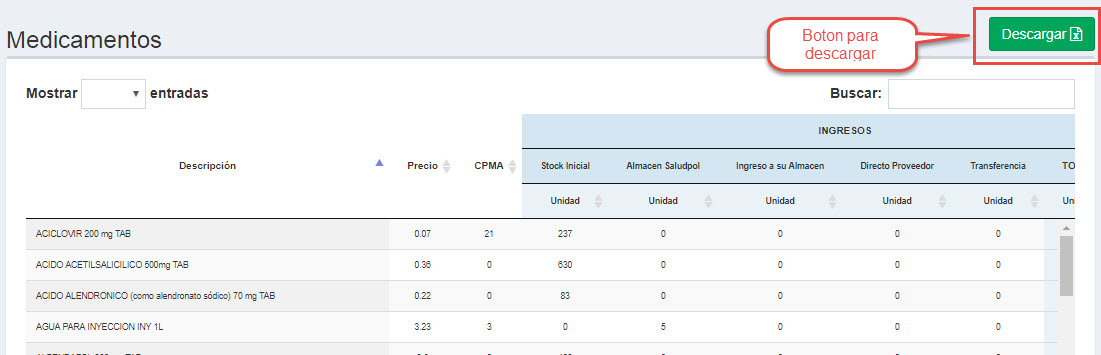 Medicamentos
Boton para
descargar
Descargar
Mostrar entradas
Buscar:
INGRESOS
Descripción Precio CPMA Stock Inicial Almacen Saludpol Ingreso a su Almacen Directo Proveedor Transferencia TO
Unidad Unidad Unidad Unidad Unidad Uni
ACICLOVIR 200 mg TAB 0.07 21 237 0 0 0 0
ACIDO ACETILSALICILICO 500mg TAB 0.36 0 630 0 0 0 0
ACIDO ALENDRONICO (como alendronato sódico) 70 mg TAB 0.22 0 83 0 0 0 0
AGUA PARA INYECCION INY 1L 3.23 3 0 5 0 0 0